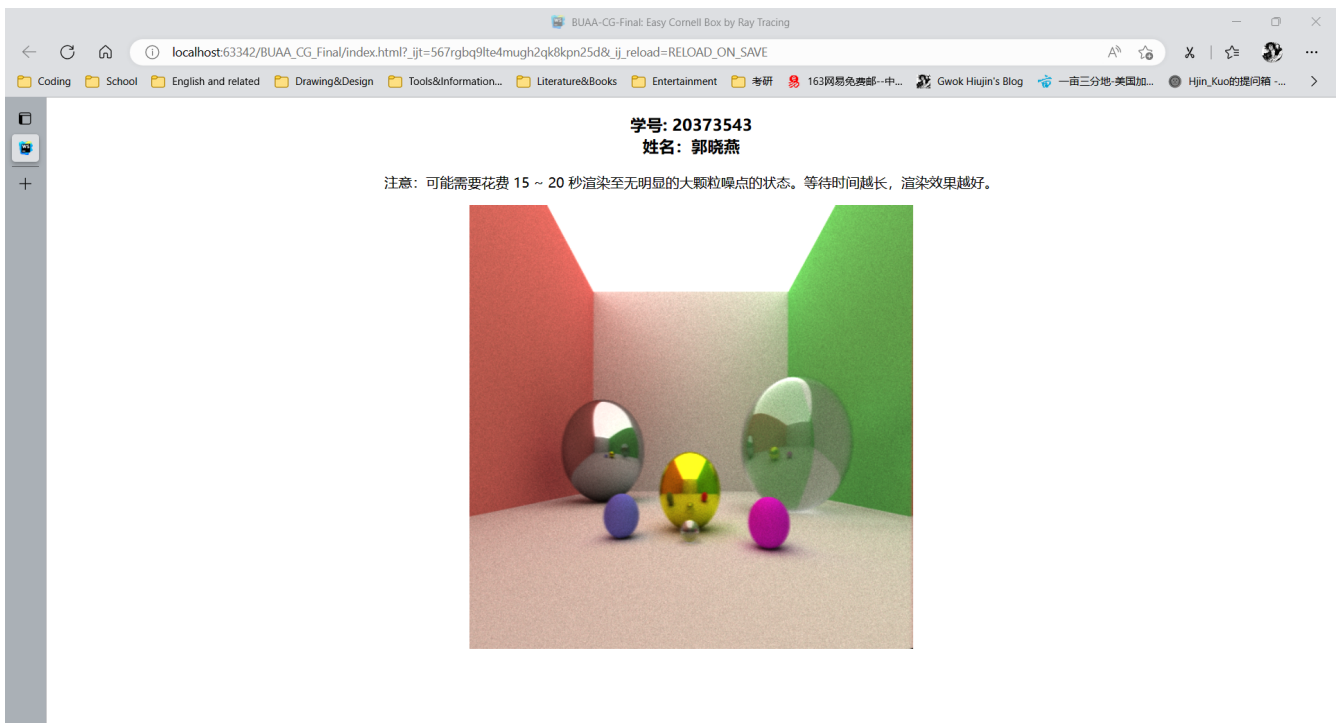 BUAA-CG-Final: Easy Cornell Box by Ray Tracing
localhost:63342/BUAA_CG_Final/index.html?_ijt=567rgbq9lte4mugh2qk8kpn25d&_ij_reload=RELOAD_ON_SAVE
Coding School English and related Drawing&Design Tools&Information... Literature&Books Entertainment 考研 163网易免费邮--中... Gwok Hiujin's Blog 一亩三分地-美国加... Hjin_Kuo的提问箱 -...
学号: 20373543
姓名：郭晓燕
注意：可能需要花费 15 ~ 20 秒渲染至无明显的大颗粒噪点的状态。等待时间越长，渲染效果越好。